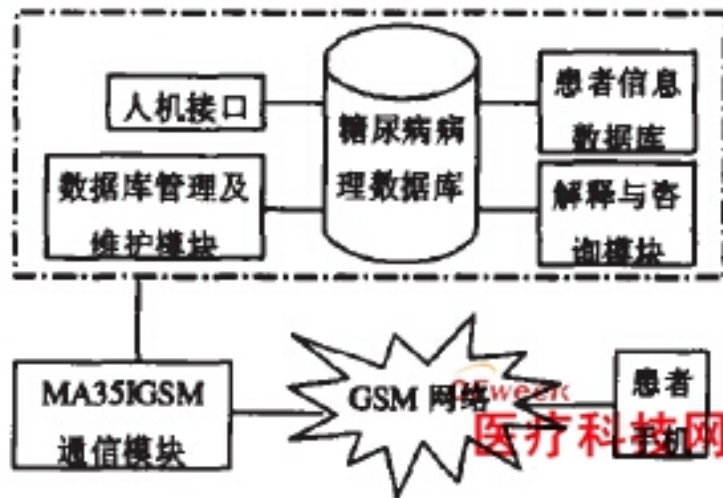 人机接口
数据库管理及
维护模块
糖尿病病
理数据库
患者信息
数据库
解释与咨
询模块
MA35IGSM
通信模块
GSM 网络
患者
手机
OFweek
医疗科技网